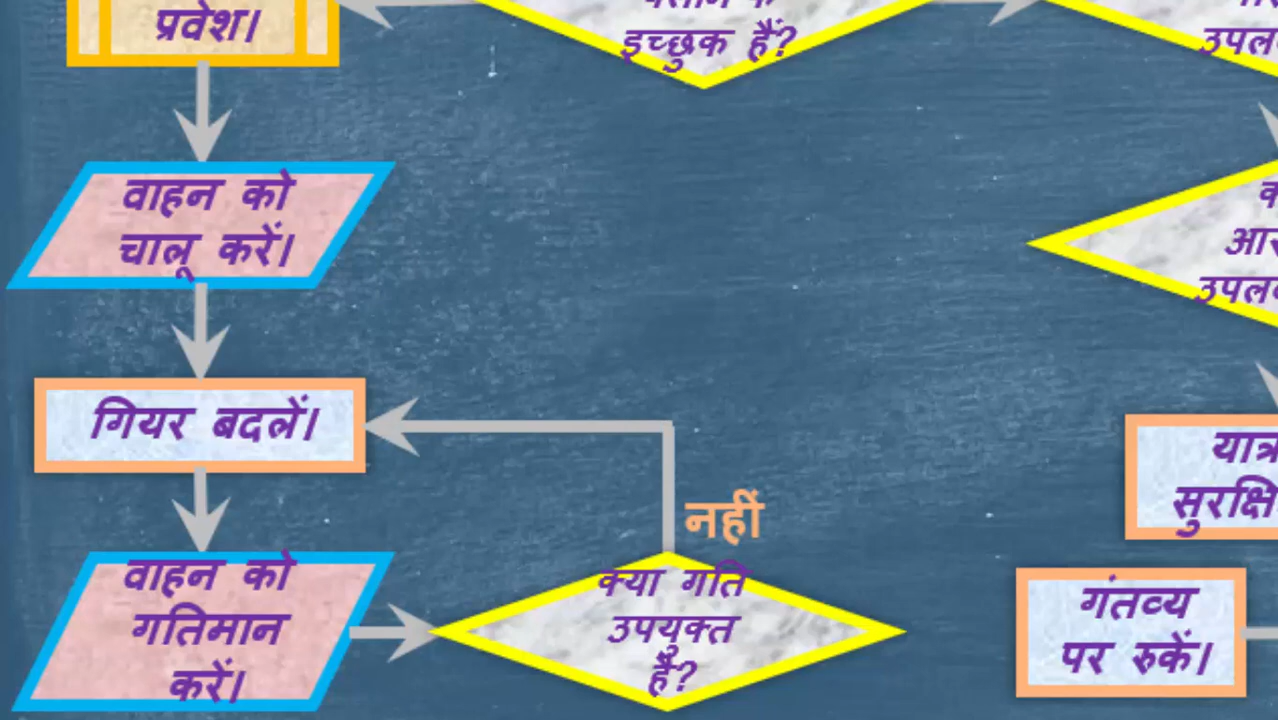 प्रवेश।
इच्छुक हैं?
वाहन को
चालू करें।
गियर बदलें।
नहीं
वाहन को
गतिमान
करें।
क्या गति
उपयुक्त
है?
गंतव्य
पर रुकें।